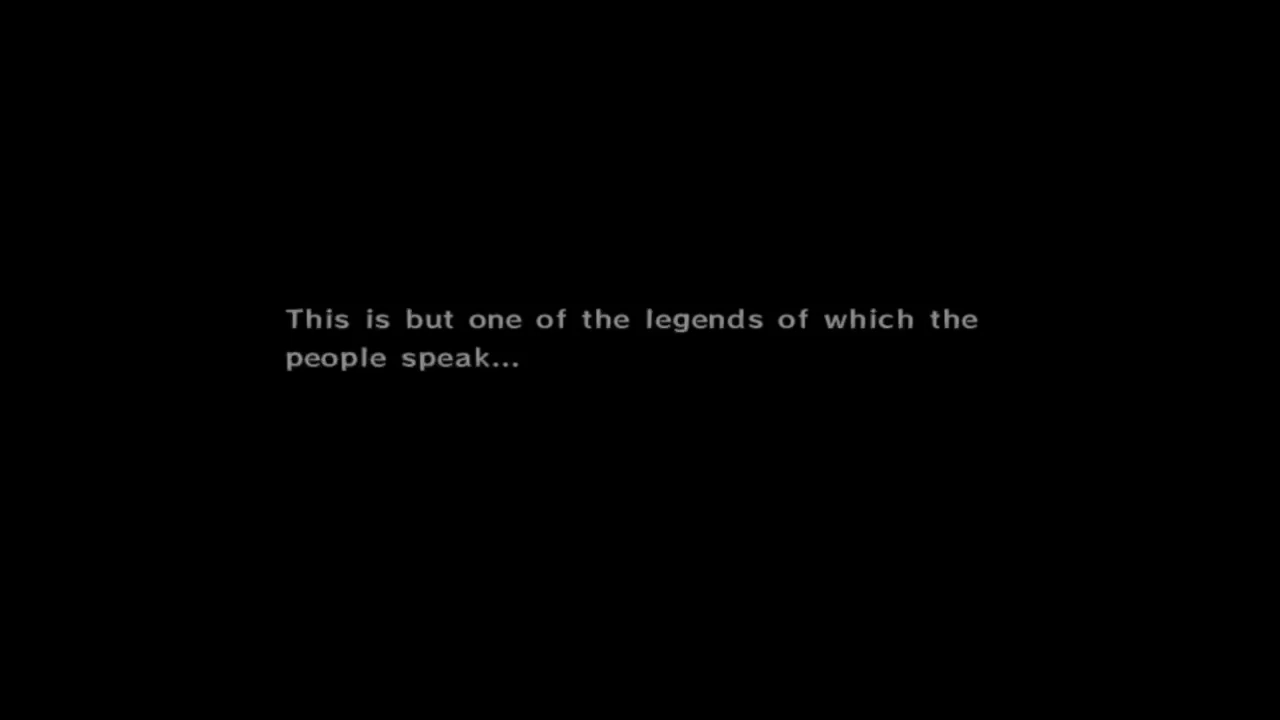 This is but one of the legends of which the
people speak...